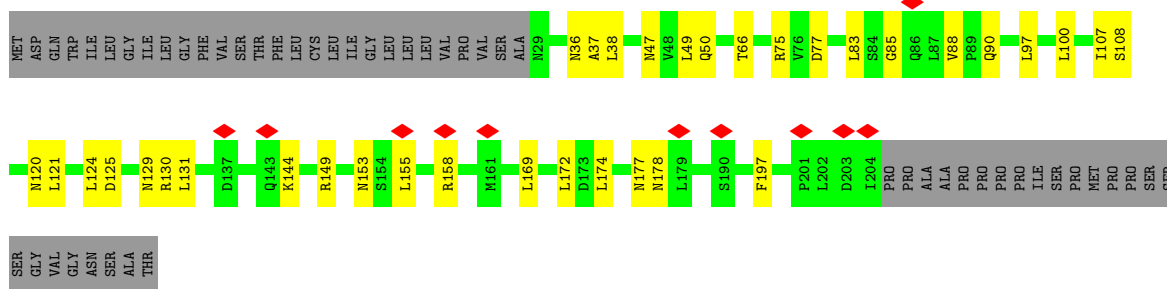 MET ASP GLN TRP ILE LEU GLY ILE LEU GLY PHE VAL SER THR PHE LEU CYS LEU ILE GLY LEU LEU LEU VAL PRO VAL SER ALA N29 N36 A37 L38 N47 V48 L49 Q50 T66 R75 V76 D77 L83 S84 G85 Q86 L87 V88 P89 Q90 L97 L100 I107 S108
N120 L121 L124 D125 N129 R130 L131 D137 Q143 K144 R149 N153 S154 L155 R158 M161 L169 L172 D173 L174 N177 N178 L179 S190 F197 P201 L202 D203 I204 PRO PRO ALA ALA PRO PRO PRO PRO ILE SER PRO MET PRO PRO SER
SER GLY VAL GLY ASN SER ALA THR